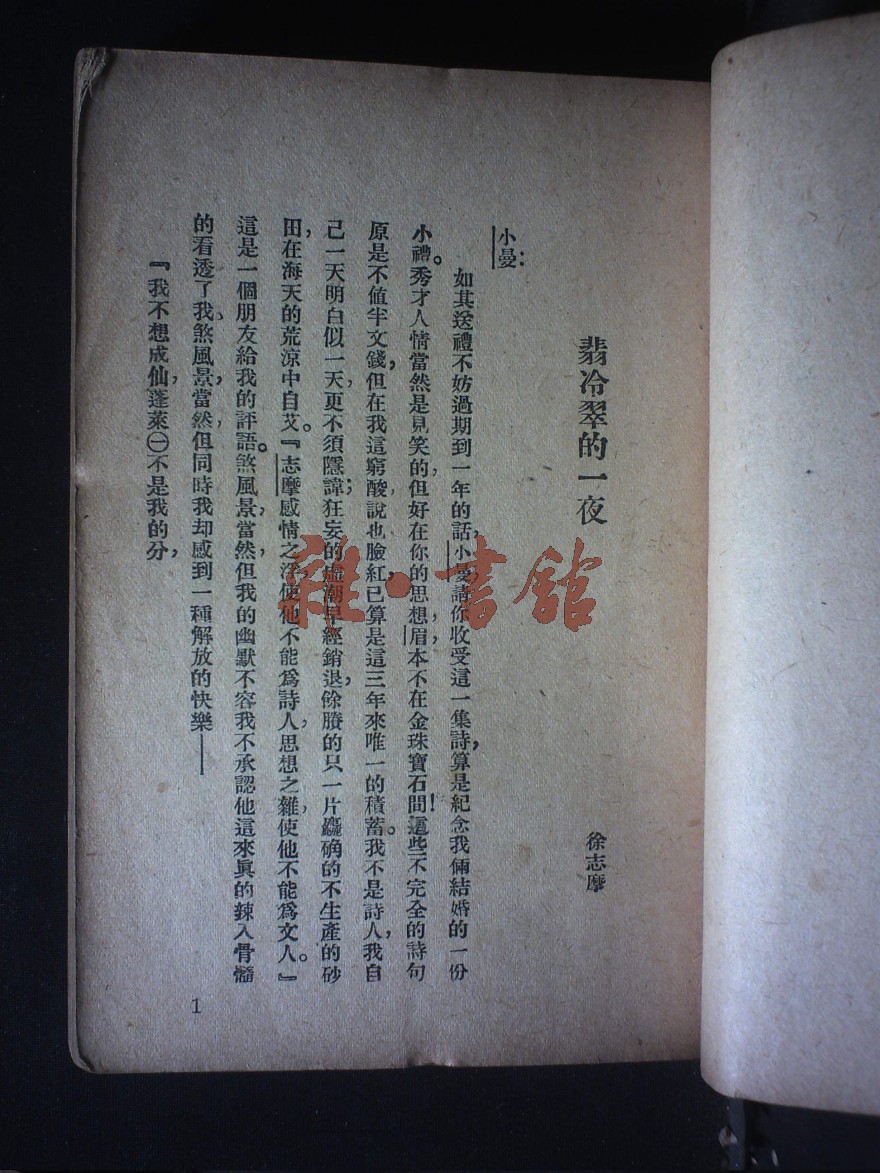 翡冷翠的一夜
徐志摩
小曼:
如其送禮不妨過期到一年的話,小曼,請你收受這一集詩,算是紀念我倆結婚的一份
小禮。秀才人情當然是見笑的,但好在你的思想,眉,本不在金珠寶石間!這些不完全的詩句
原是不值半文錢,但在我這窮酸,說也臉紅,已算是這三年來唯一的積蓄。我不是詩人,我自
己一天明白似一天,更不須隱諱;狂妄的虛潮早經銷退,餘賸的只一片麤确的不生產的砂
田,在海天的荒涼中自艾。『志摩感情之浮,使他不能爲詩人,思想之雜,使他不能爲文人。』
這是一個朋友給我的評語。煞風景,當然,但我的幽默不容我不承認他這來眞的辣入骨髓
的看透了我。煞風景,當然,但同時我却感到一種解放的快樂——
『我不想成仙,蓬萊㊀不是我的分,
1
雜·書館